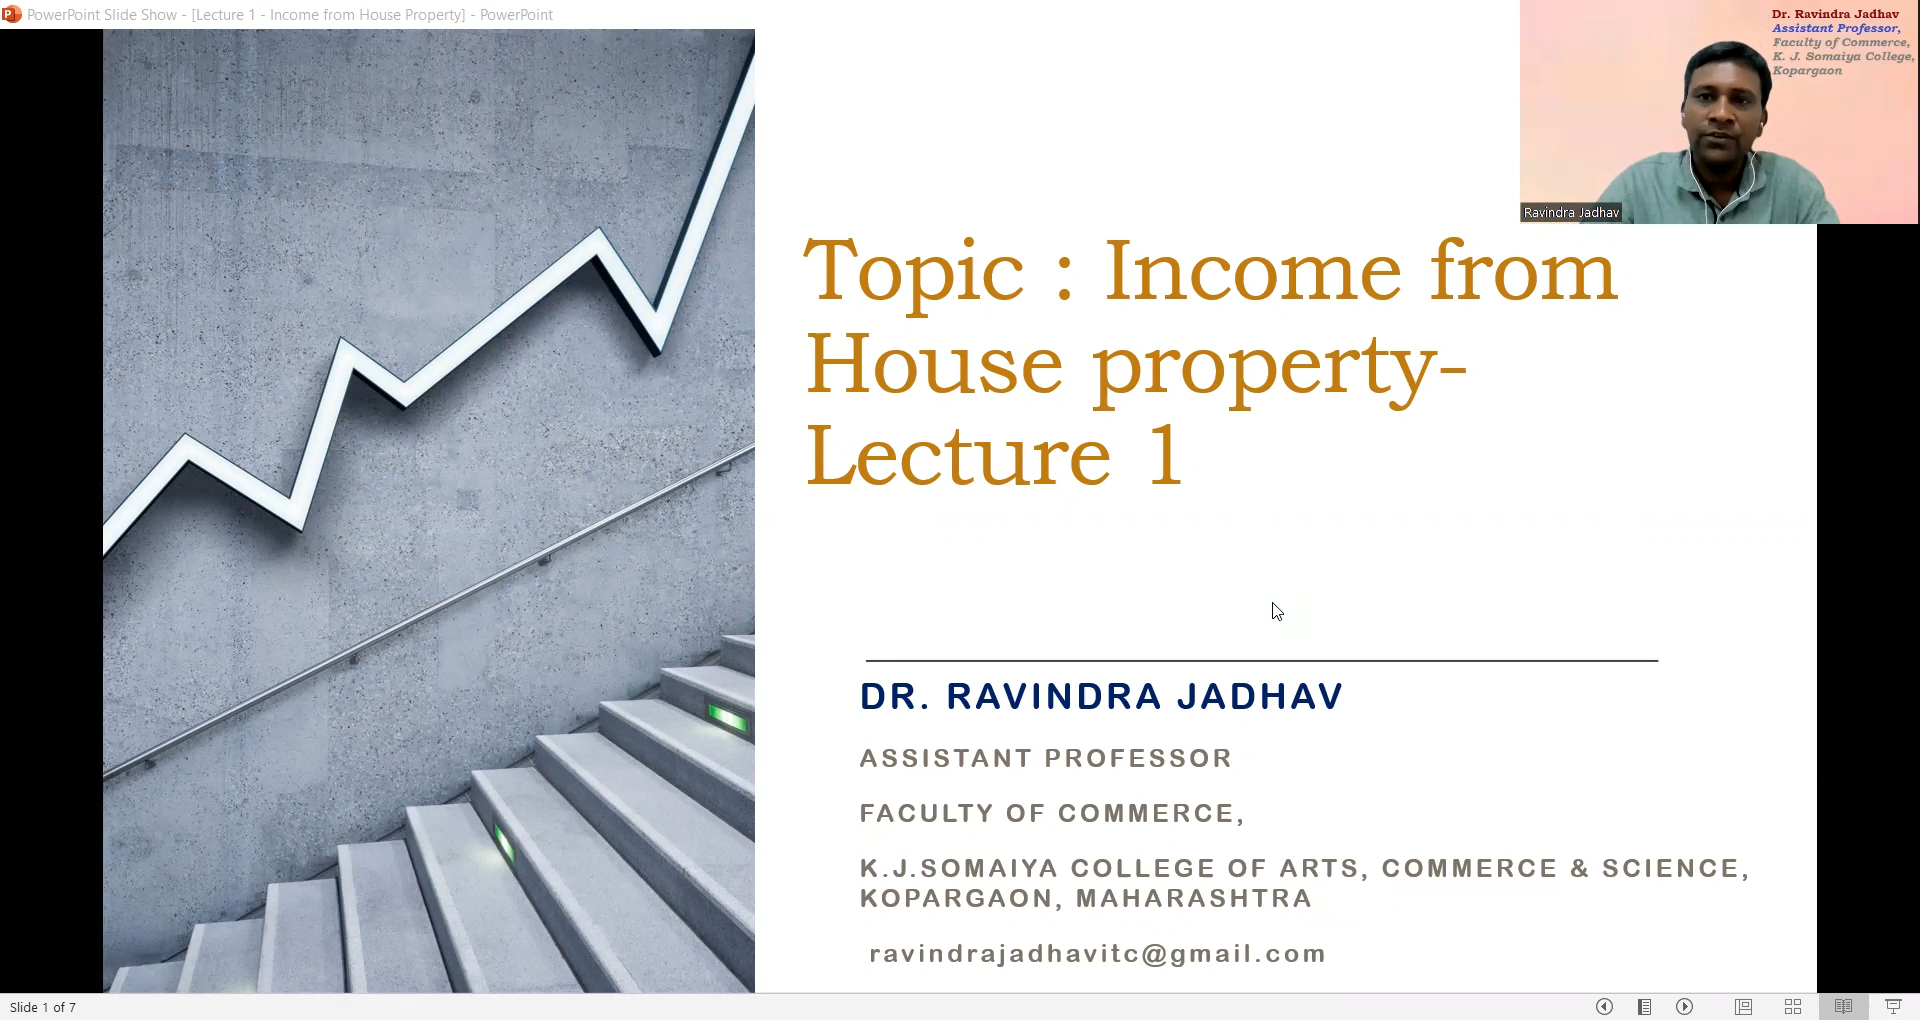 PowerPoint Slide Show - [Lecture 1 - Income from House Property] - PowerPoint
Dr. Ravindra Jadhav
Assistant Professor,
Faculty of Commerce,
K. J. Somaiya College,
Kopargaon
Ravindra Jadhav
Topic : Income from
House property-
Lecture 1
DR. RAVINDRA JADHAV
ASSISTANT PROFESSOR
FACULTY OF COMMERCE,
K.J.SOMAIYA COLLEGE OF ARTS, COMMERCE & SCIENCE,
KOPARGAON, MAHARASHTRA
ravindrajadhavitc@gmail.com
Slide 1 of 7